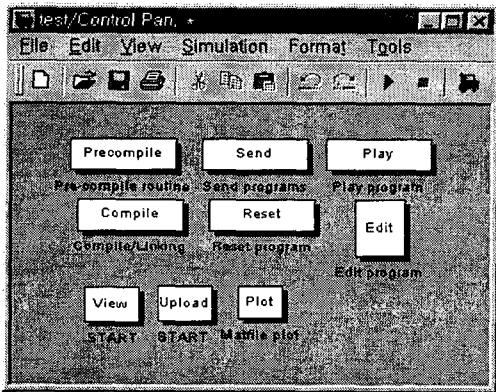 test/Control Pan. *
File Edit View Simulation Format Tools
Precompile Send Play
Pre-compile routine Send programs Play program
Compile Reset Edit
Compile/Linking Reset program
Edit program
View Upload Plot
START START Matfile plot